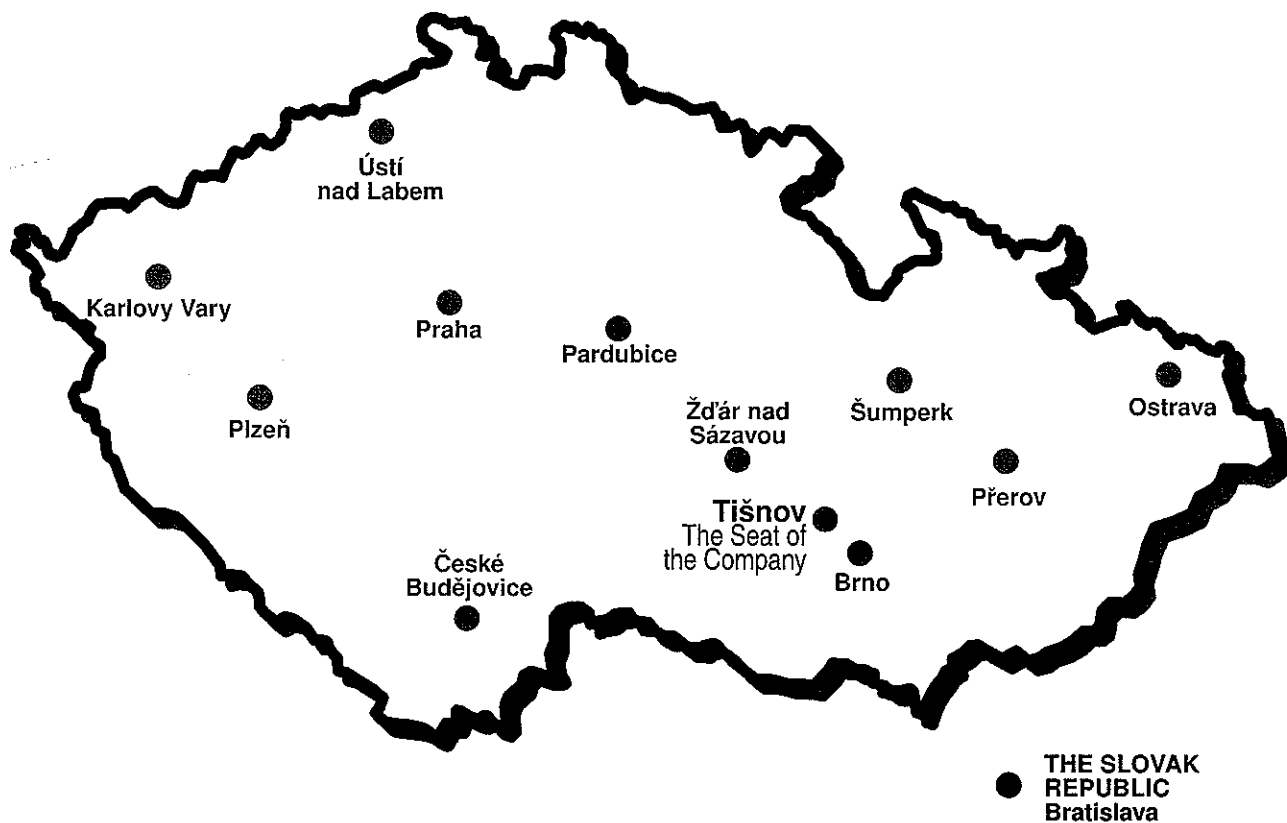 Ústí
nad Labem
Karlovy Vary
Praha
Pardubice
Plzeň
Žďár nad
Sázavou
Šumperk
Ostrava
Přerov
Tišnov
The Seat of
the Company
Brno
České
Budějovice
THE SLOVAK
REPUBLIC
Bratislava